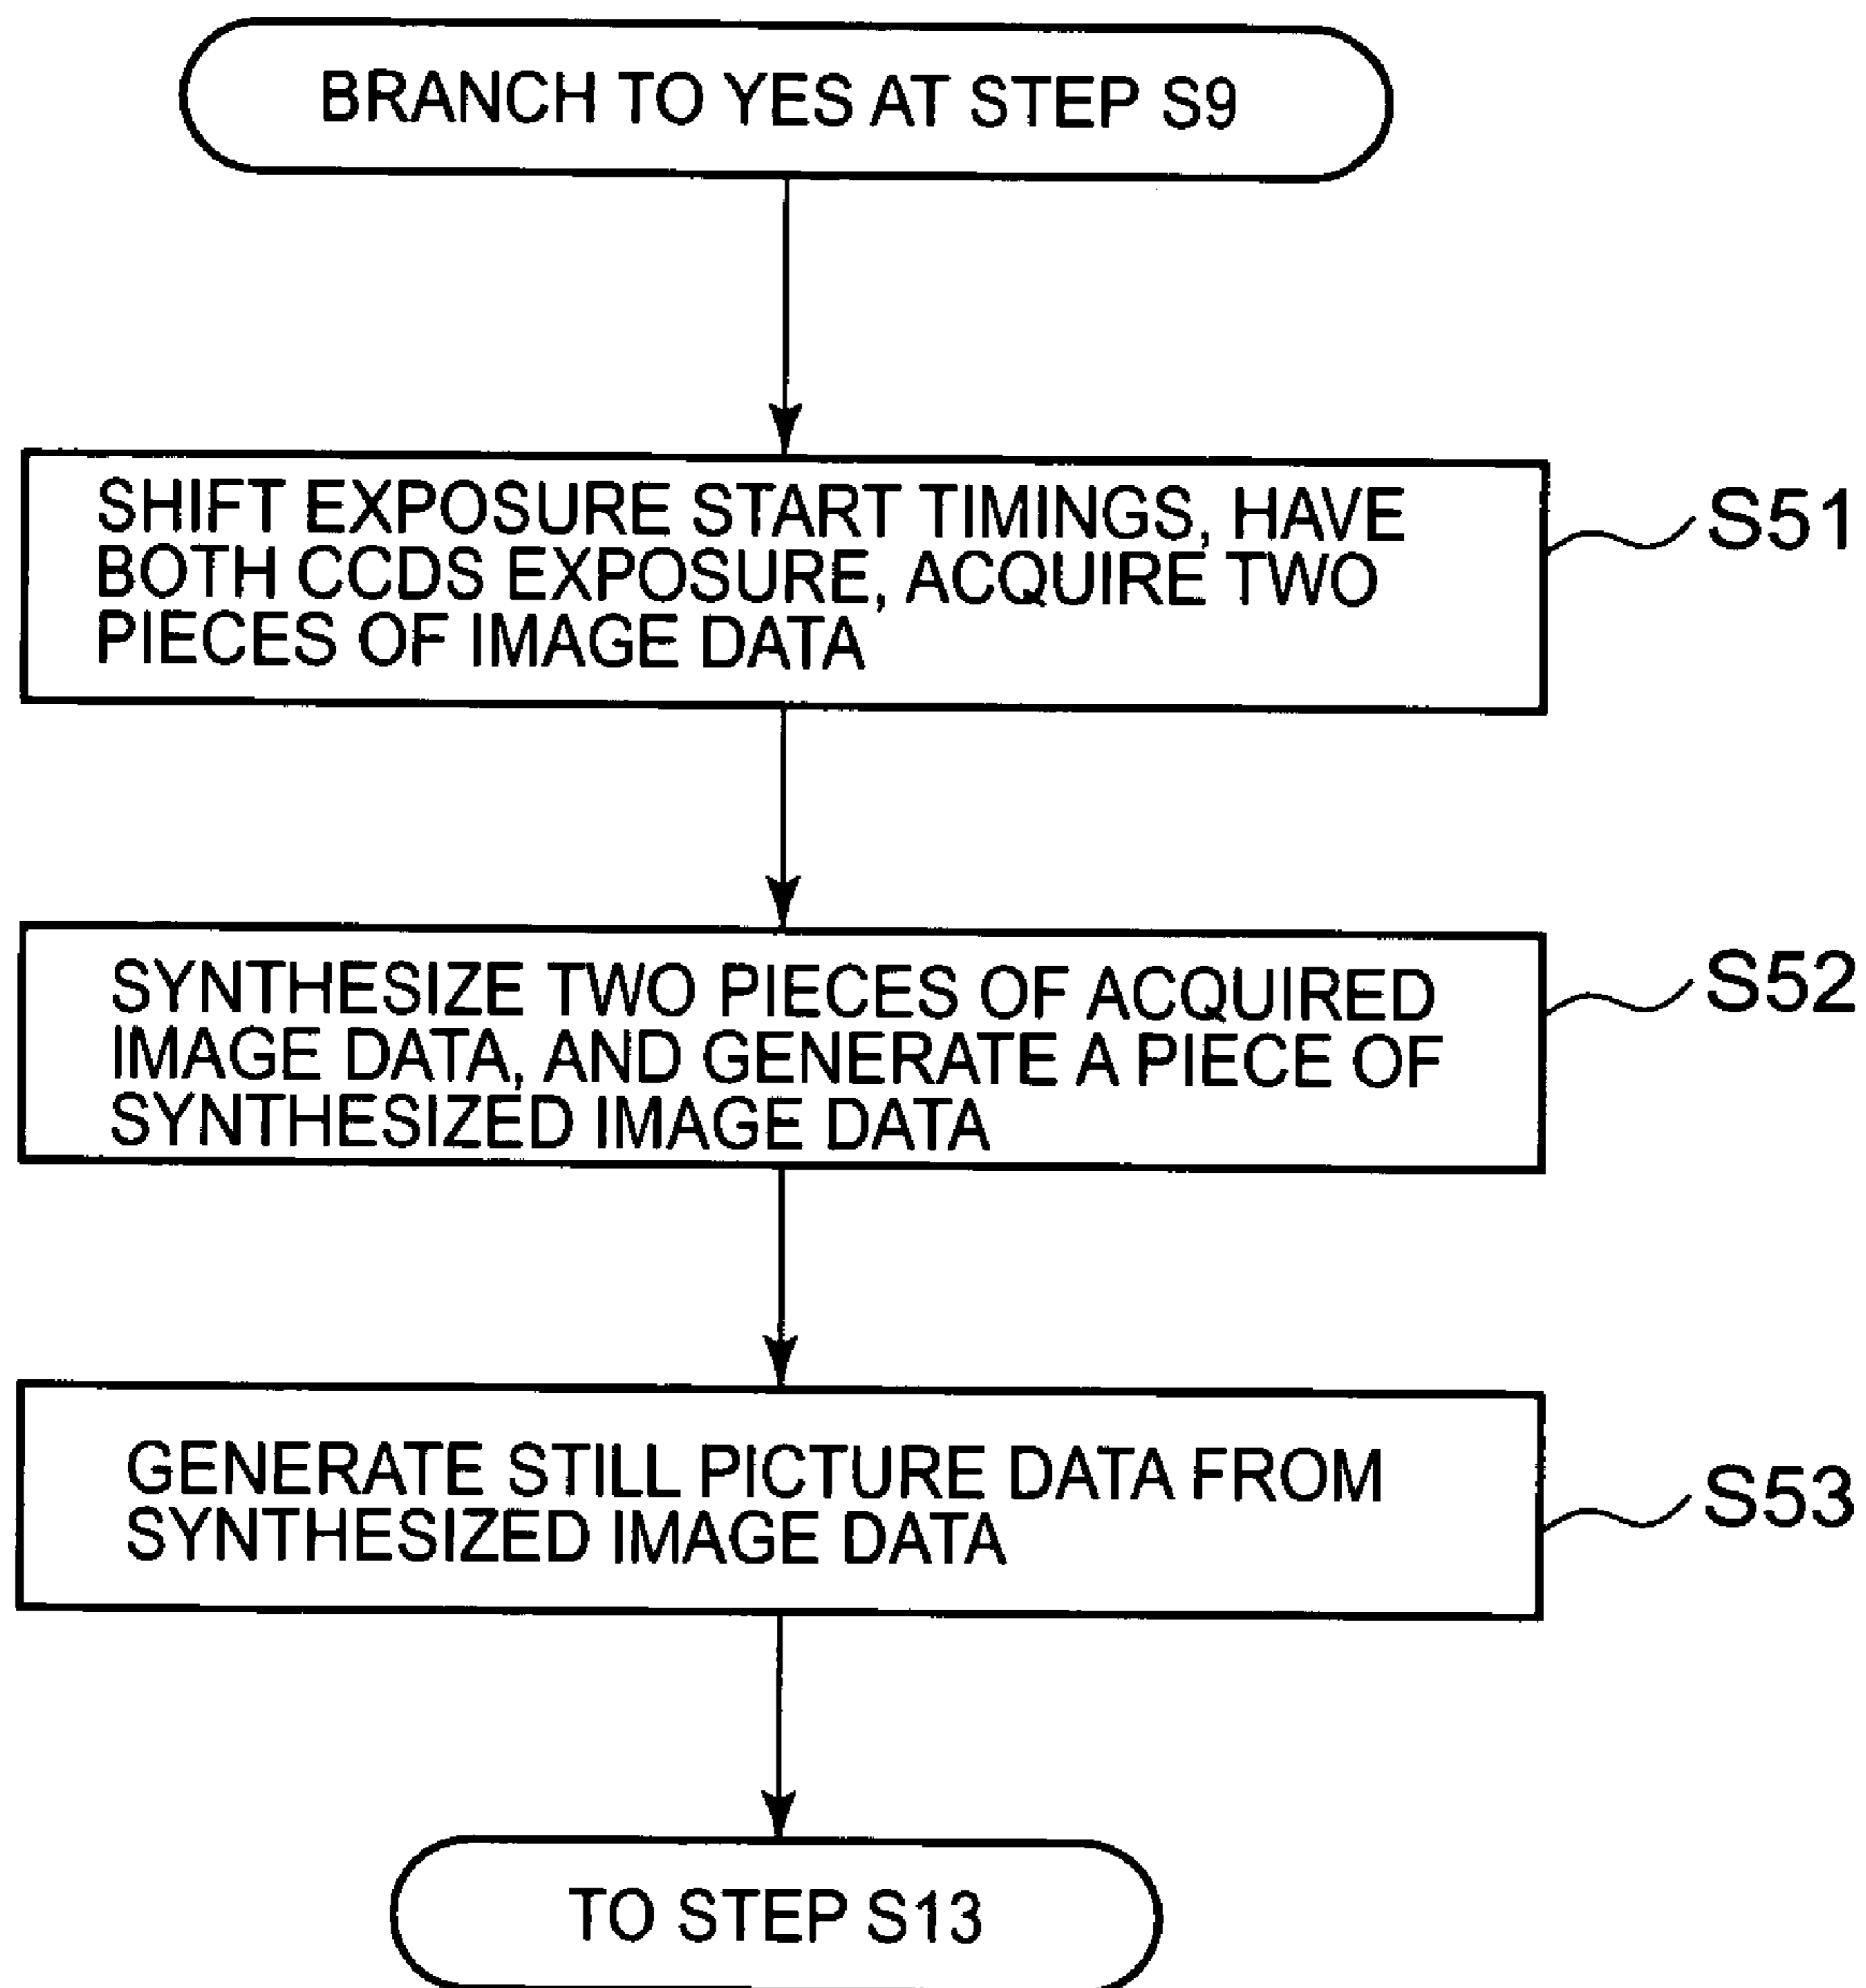 BRANCH TO YES AT STEP S9
SHIFT EXPOSURE START TIMINGS, HAVE
BOTH CCDS EXPOSURE, ACQUIRE TWO
PIECES OF IMAGE DATA
S51
SYNTHESIZE TWO PIECES OF ACQUIRED
IMAGE DATA, AND GENERATE A PIECE OF
SYNTHESIZED IMAGE DATA
S52
GENERATE STILL PICTURE DATA FROM
SYNTHESIZED IMAGE DATA
S53
TO STEP S13